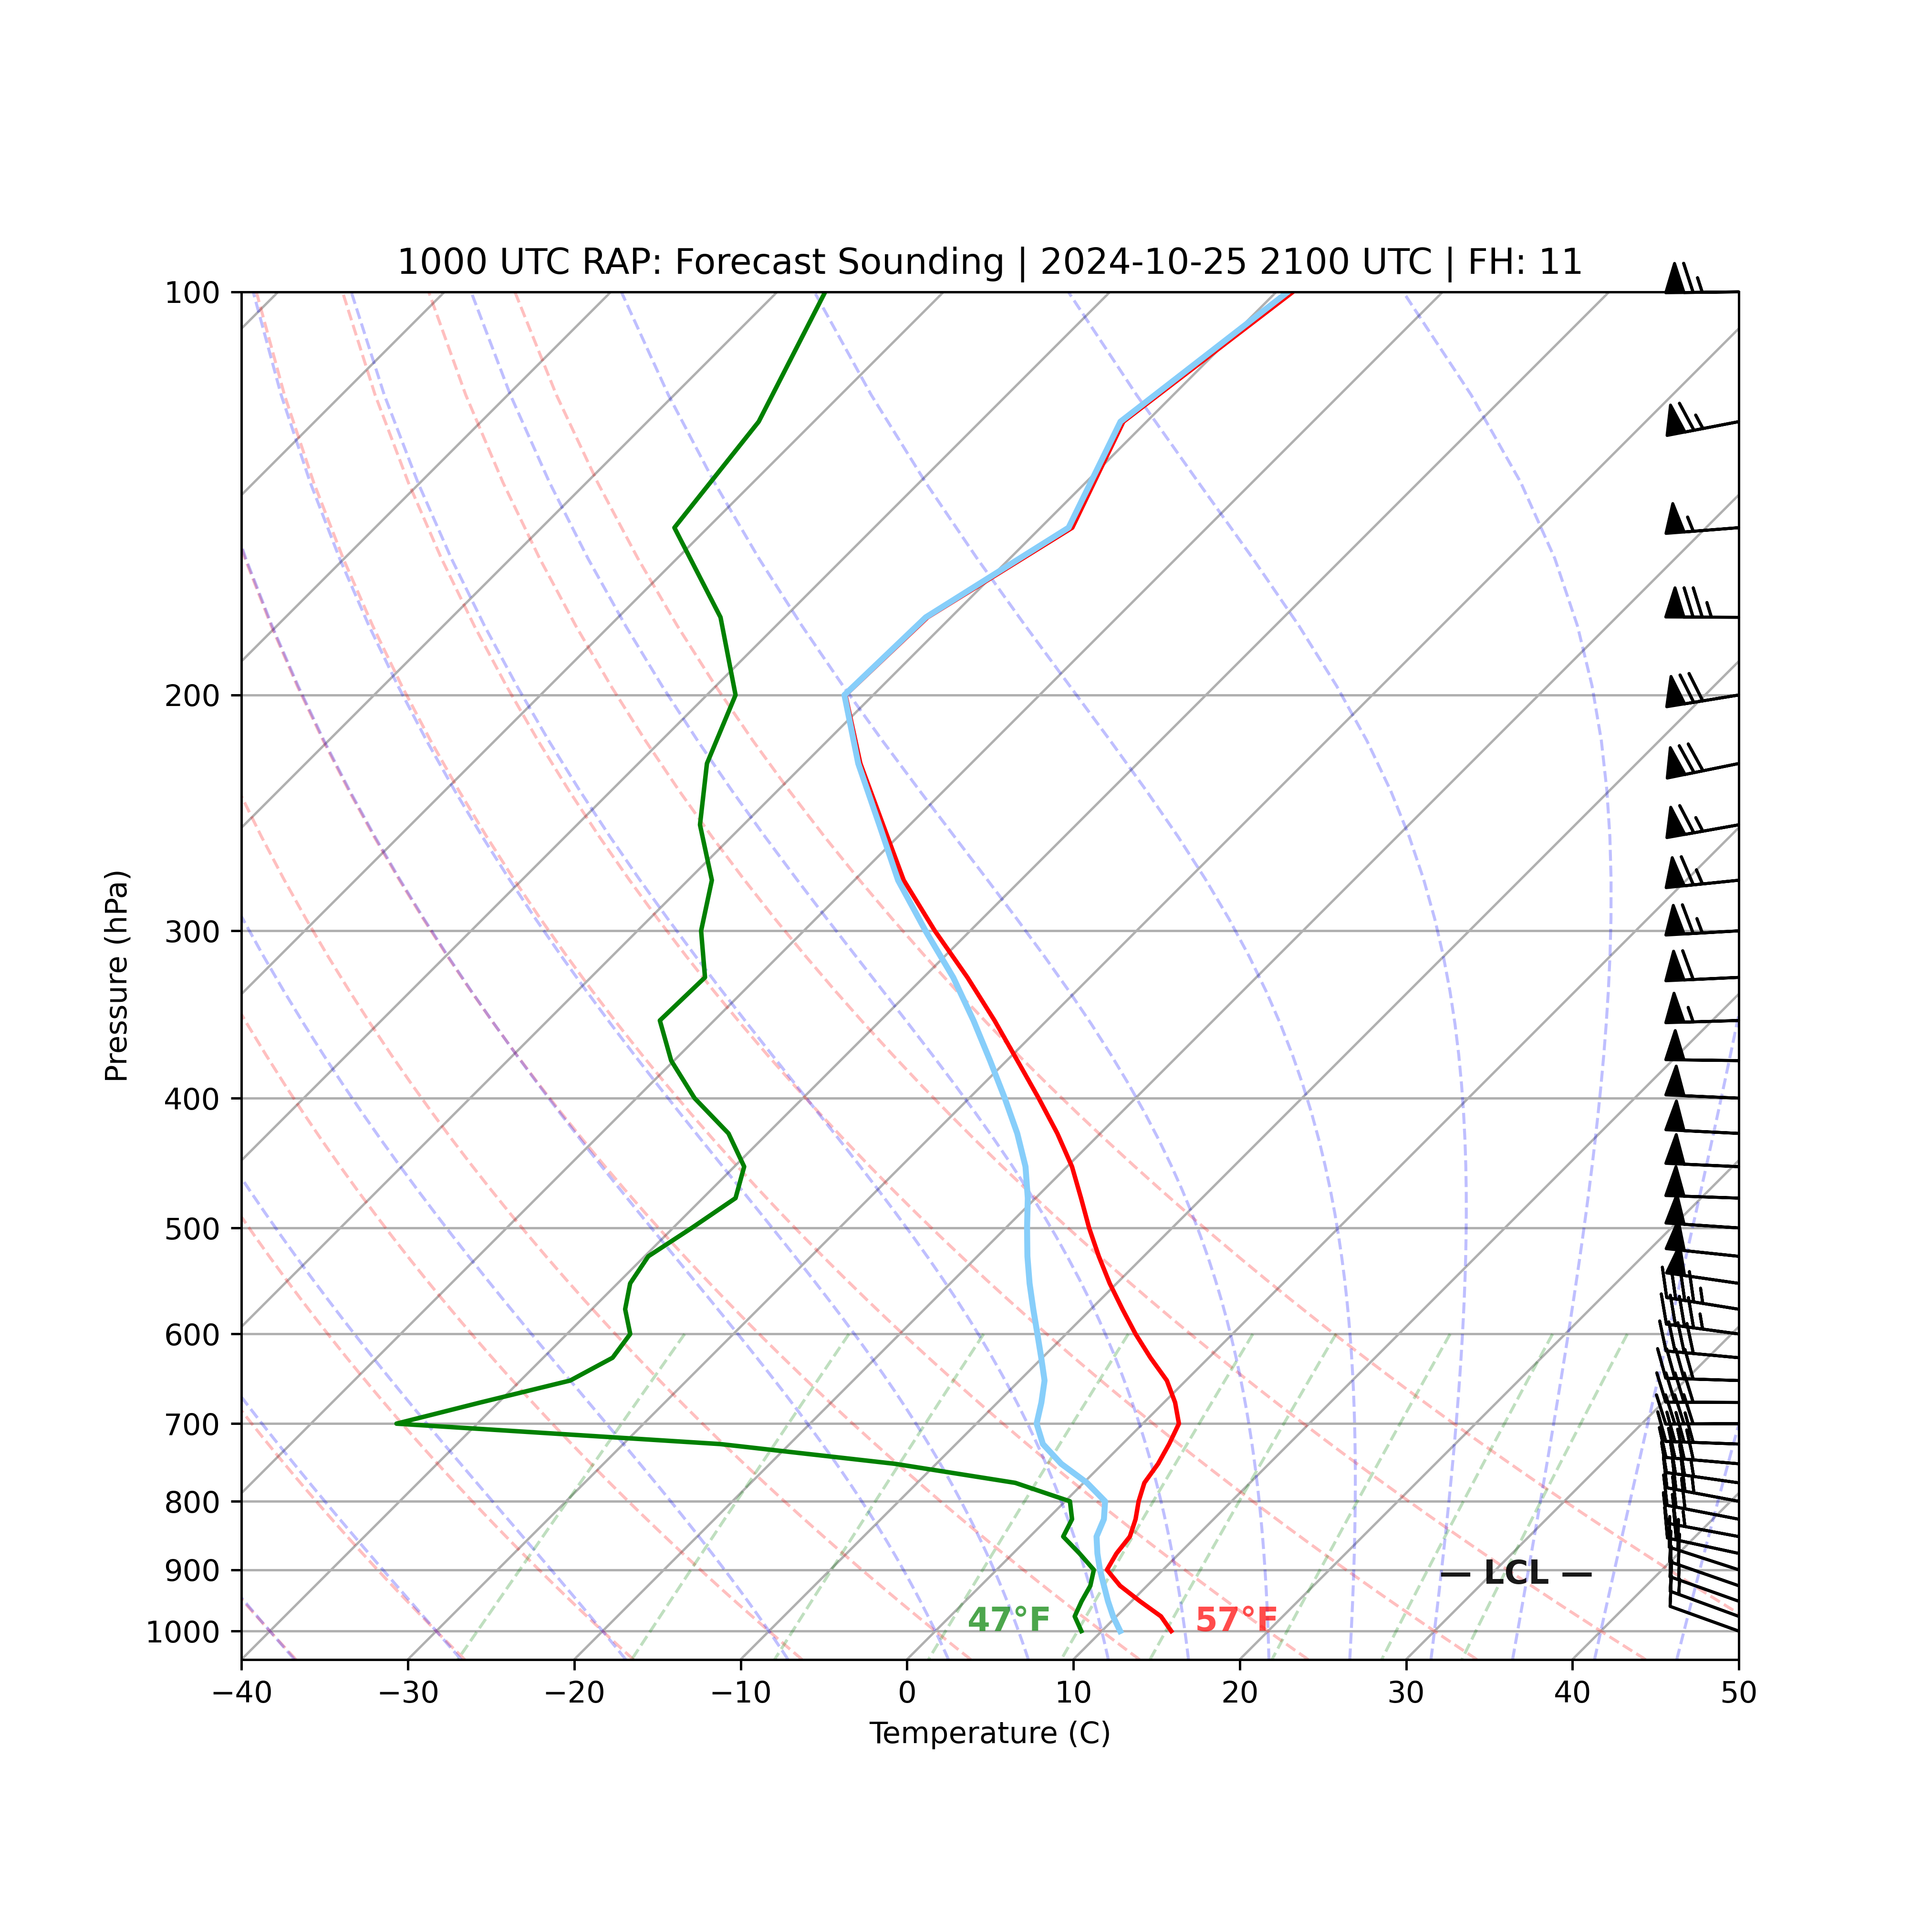 1000 UTC RAP: Forecast Sounding | 2024-10-25 2100 UTC | FH: 11
100
200
300
400
500
600
700
800
900
1000
Pressure (hPa)
— LCL —
47°F
57°F
−40 −30 −20 −10 0 10 20 30 40 50
Temperature (C)